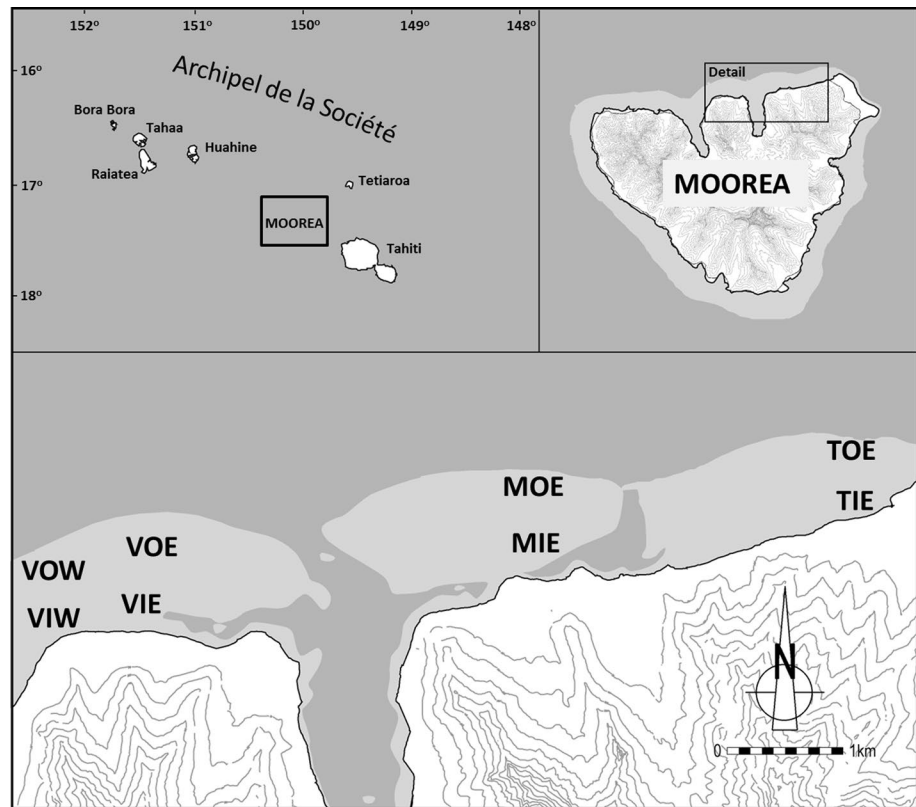 152º
151º
150º
149º
148º
16º
17º
18º
Archipel de la Société
Bora Bora
Tahaa
Huahine
Raiatea
Tetiaroa
MOOREA
Tahiti
Detail
MOOREA
TOE
MOE
TIE
VOE
MIE
VOW
VIE
VIW
N
0
1km